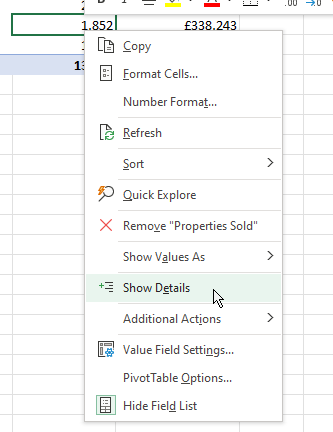 A
.00
1,852
£338,243
1
13
Copy
Format Cells...
Number Format...
Refresh
Sort
Quick Explore
Remove "Properties Sold"
Show Values As
Show Details
Additional Actions
Value Field Settings...
PivotTable Options...
Hide Field List